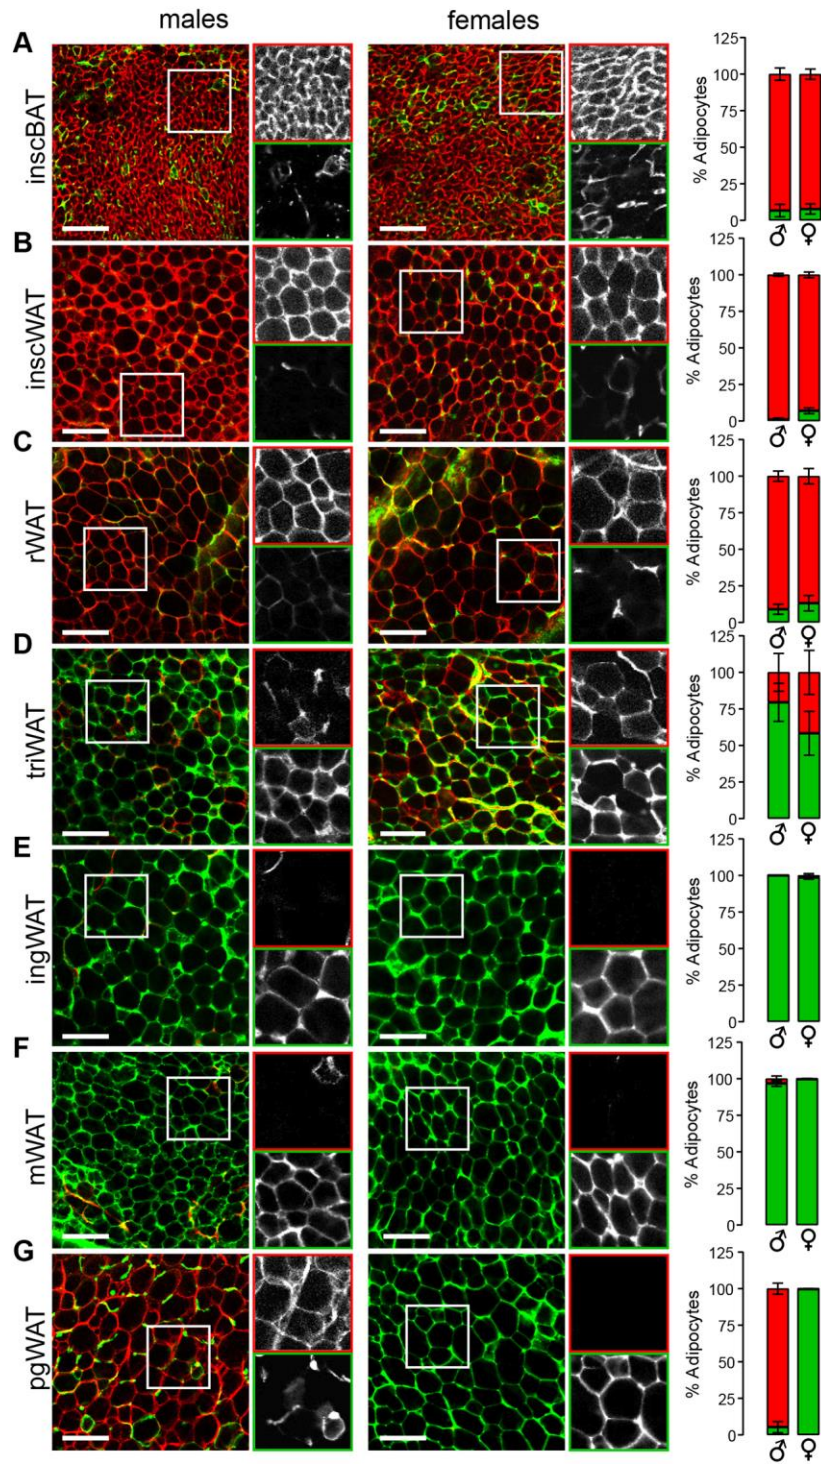 males females
A
inscBAT
% Adipocytes
125
100
75
50
25
0
♂ ♀
B
inscWAT
% Adipocytes
125
100
75
50
25
0
♂ ♀
C
rWAT
% Adipocytes
125
100
75
50
25
0
♂ ♀
D
triWAT
% Adipocytes
125
100
75
50
25
0
♂ ♀
E
ingWAT
% Adipocytes
125
100
75
50
25
0
♂ ♀
F
mWAT
% Adipocytes
125
100
75
50
25
0
♂ ♀
G
pgWAT
% Adipocytes
125
100
75
50
25
0
♂ ♀